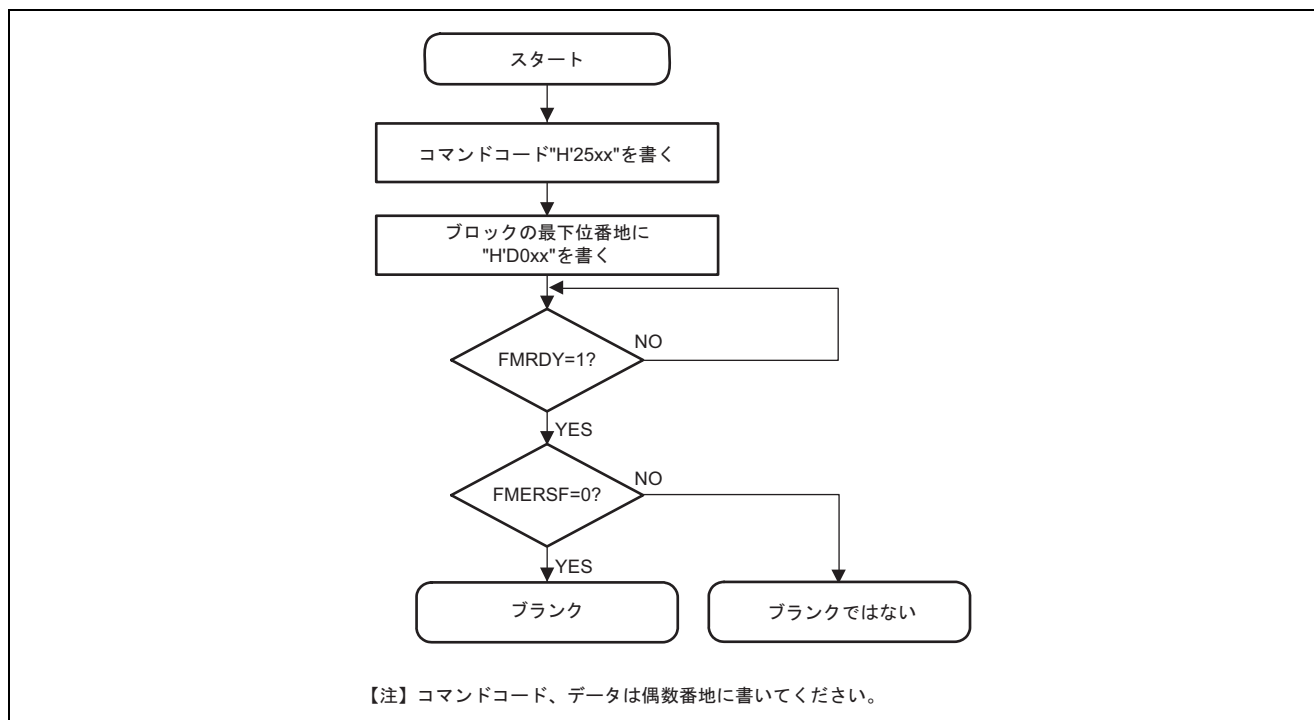 スタート
コマンドコード"H'25xx"を書く
ブロックの最下位番地に
"H'D0xx"を書く
FMRDY=1?
NO
YES
FMERSF=0?
NO
YES
ブランク
ブランクではない
【注】コマンドコード、データは偶数番地に書いてください。